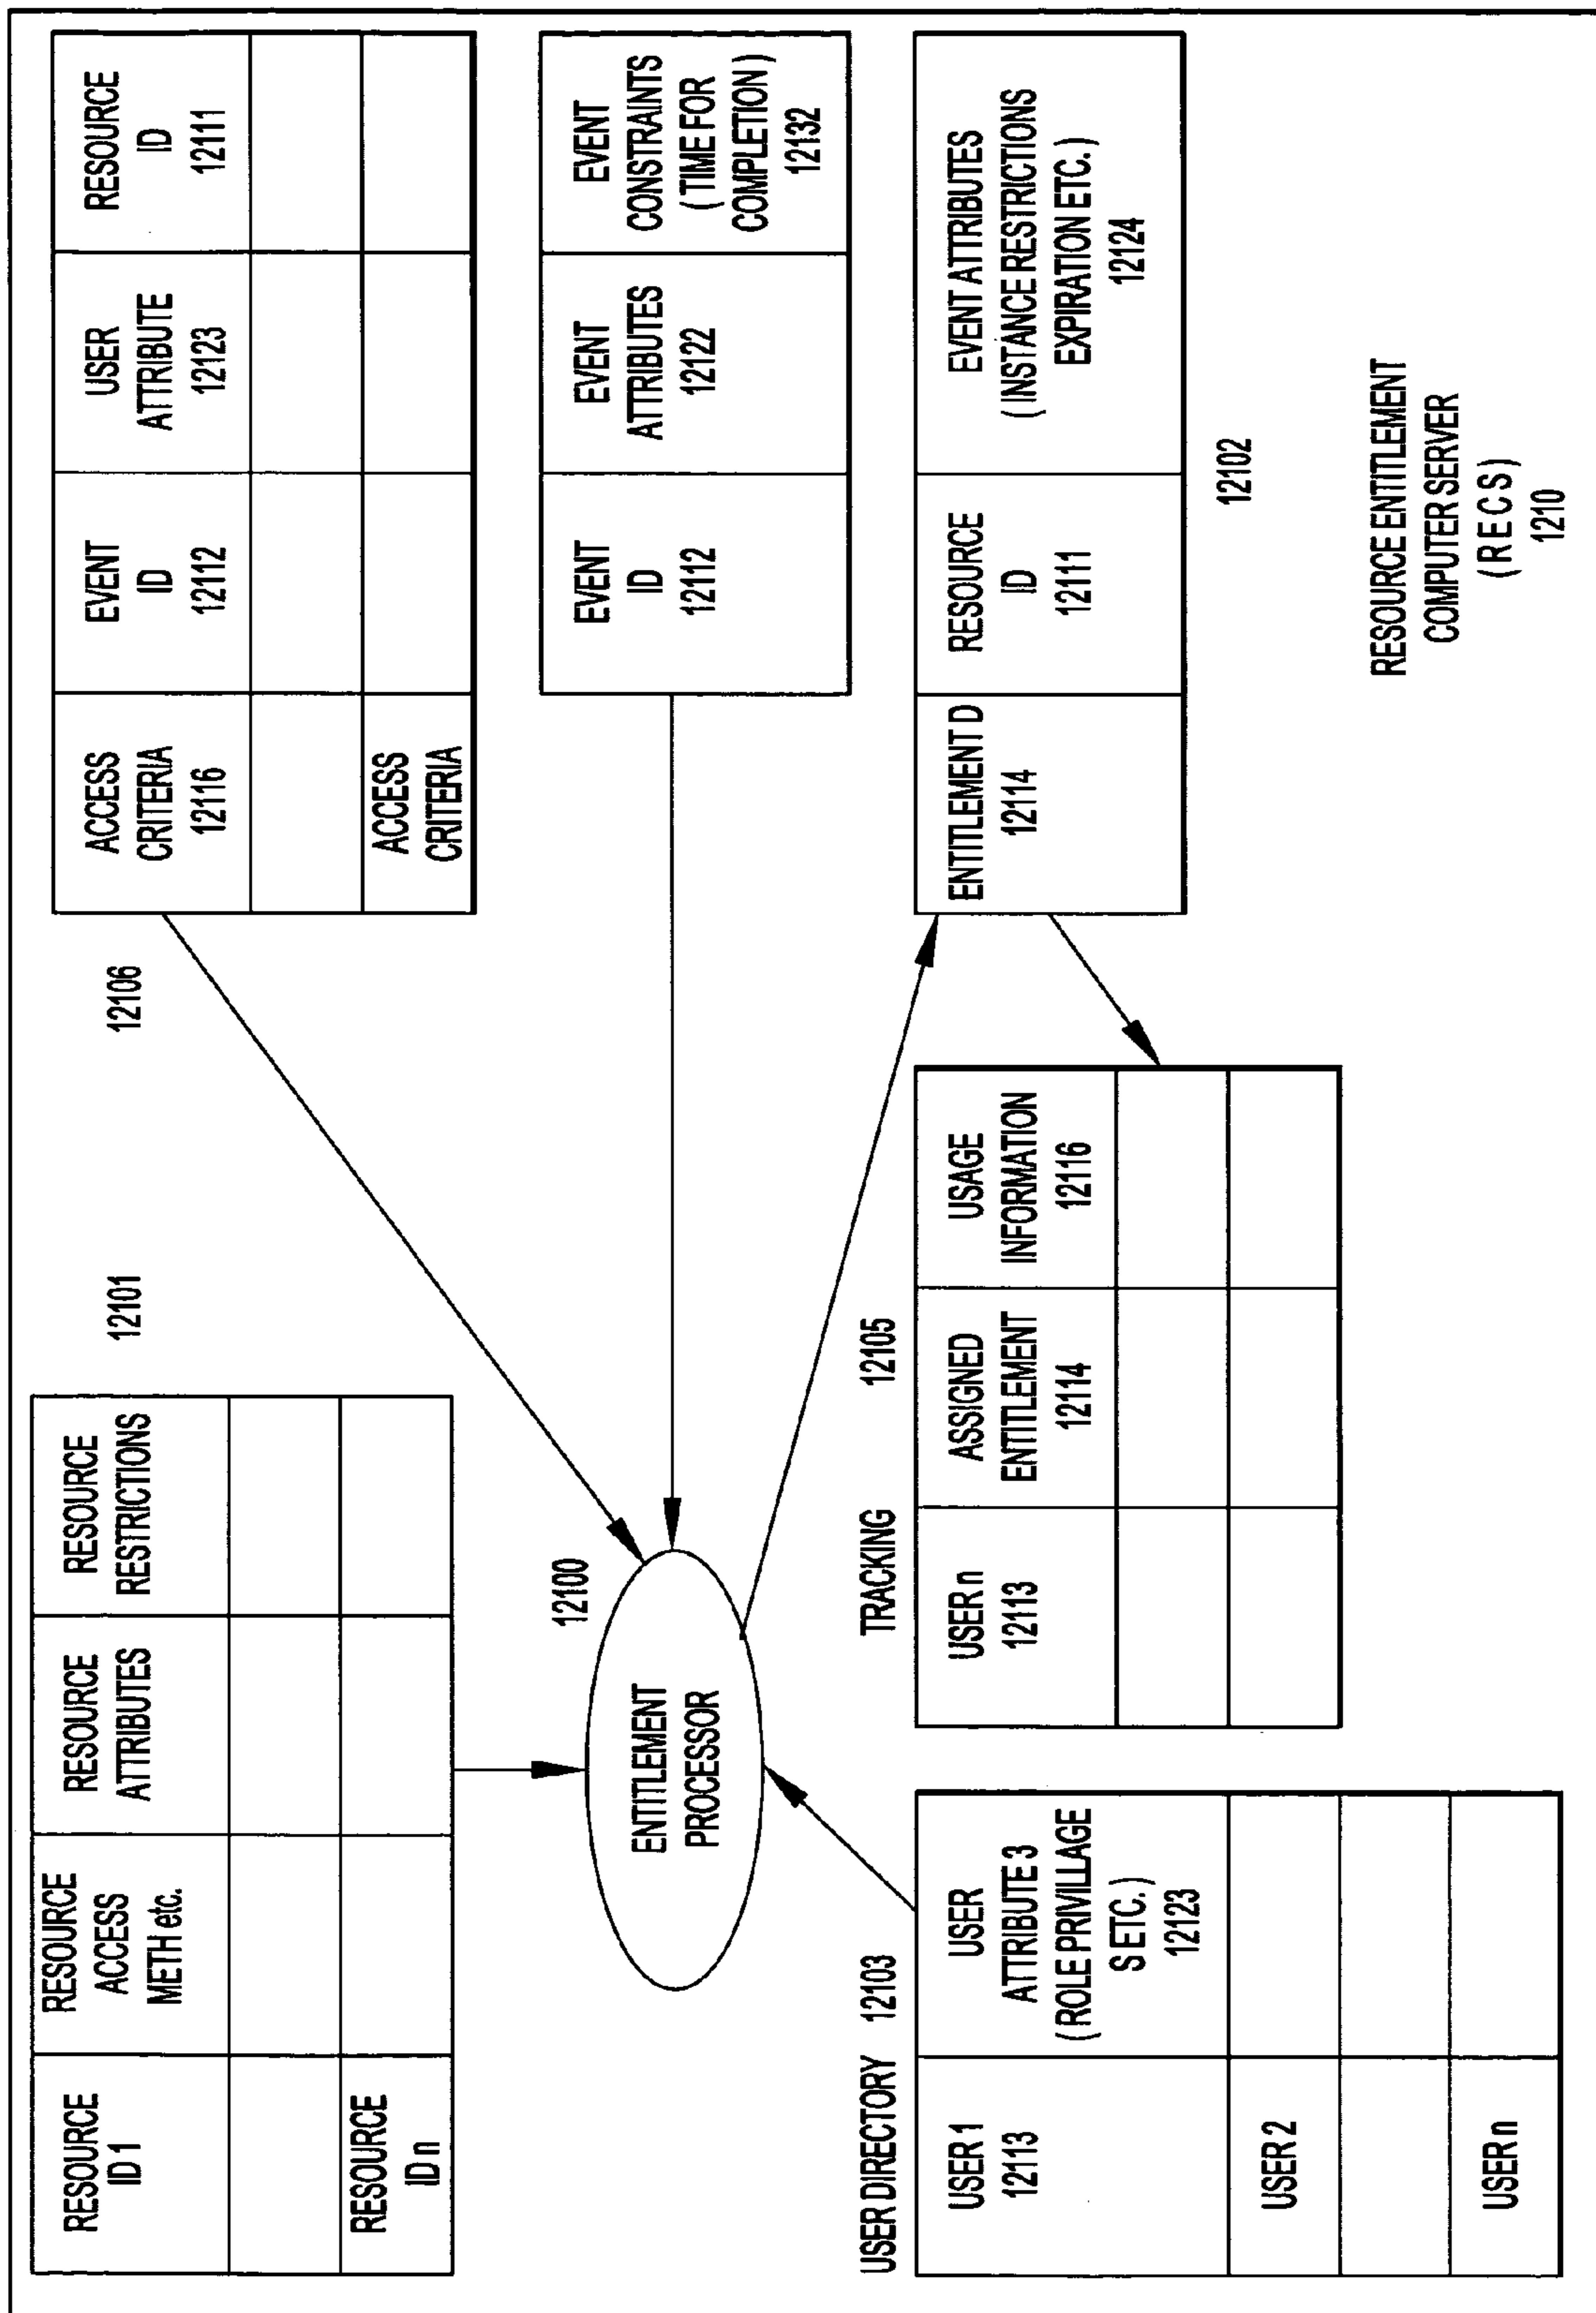 RESOURCE
ID 1
RESOURCE
ACCESS
METH etc.
RESOURCE
ATTRIBUTES
RESOURCE
RESTRICTIONS
RESOURCE
ID n
12101
12106
ACCESS
CRITERIA
12116
EVENT
ID
12112
USER
ATTRIBUTE
12123
RESOURCE
ID
12111
ACCESS
CRITERIA
12100
ENTITLEMENT
PROCESSOR
EVENT
ID
12112
EVENT
ATTRIBUTES
12122
EVENT
CONSTRAINTS
( TIME FOR
COMPLETION )
12132
USER DIRECTORY 12103
USER 1
12113
USER
ATTRIBUTE 3
( ROLE PRIVILLAGE
S ETC. )
12123
USER 2
USER n
TRACKING 12105
USER n
12113
ASSIGNED
ENTITLEMENT
12114
USAGE
INFORMATION
12116
ENTITLEMENT D
12114
RESOURCE
ID
12111
EVENT ATTRIBUTES
( INSTANCE RESTRICTIONS
EXPIRATION ETC. )
12124
12102
RESOURCE ENTITLEMENT
COMPUTER SERVER
( R E C S )
1210